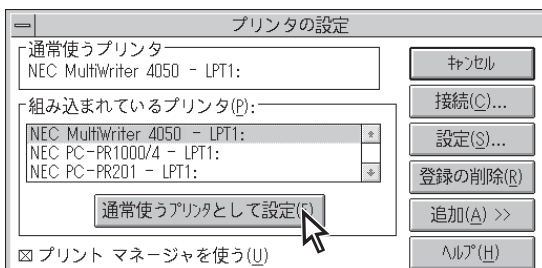 プリンタの設定
通常使うプリンタ
NEC MultiWriter 4050 - LPT1:
組み込まれているプリンタ(P):
NEC MultiWriter 4050 - LPT1:
NEC PC-PR1000/4 - LPT1:
NEC PC-PR201 - LPT1:
通常使うプリンタとして設定(E)
プリント マネージャを使う(U)
キャンセル
接続(C)...
設定(S)...
登録の削除(R)
追加(A) >>
ヘルプ(H)